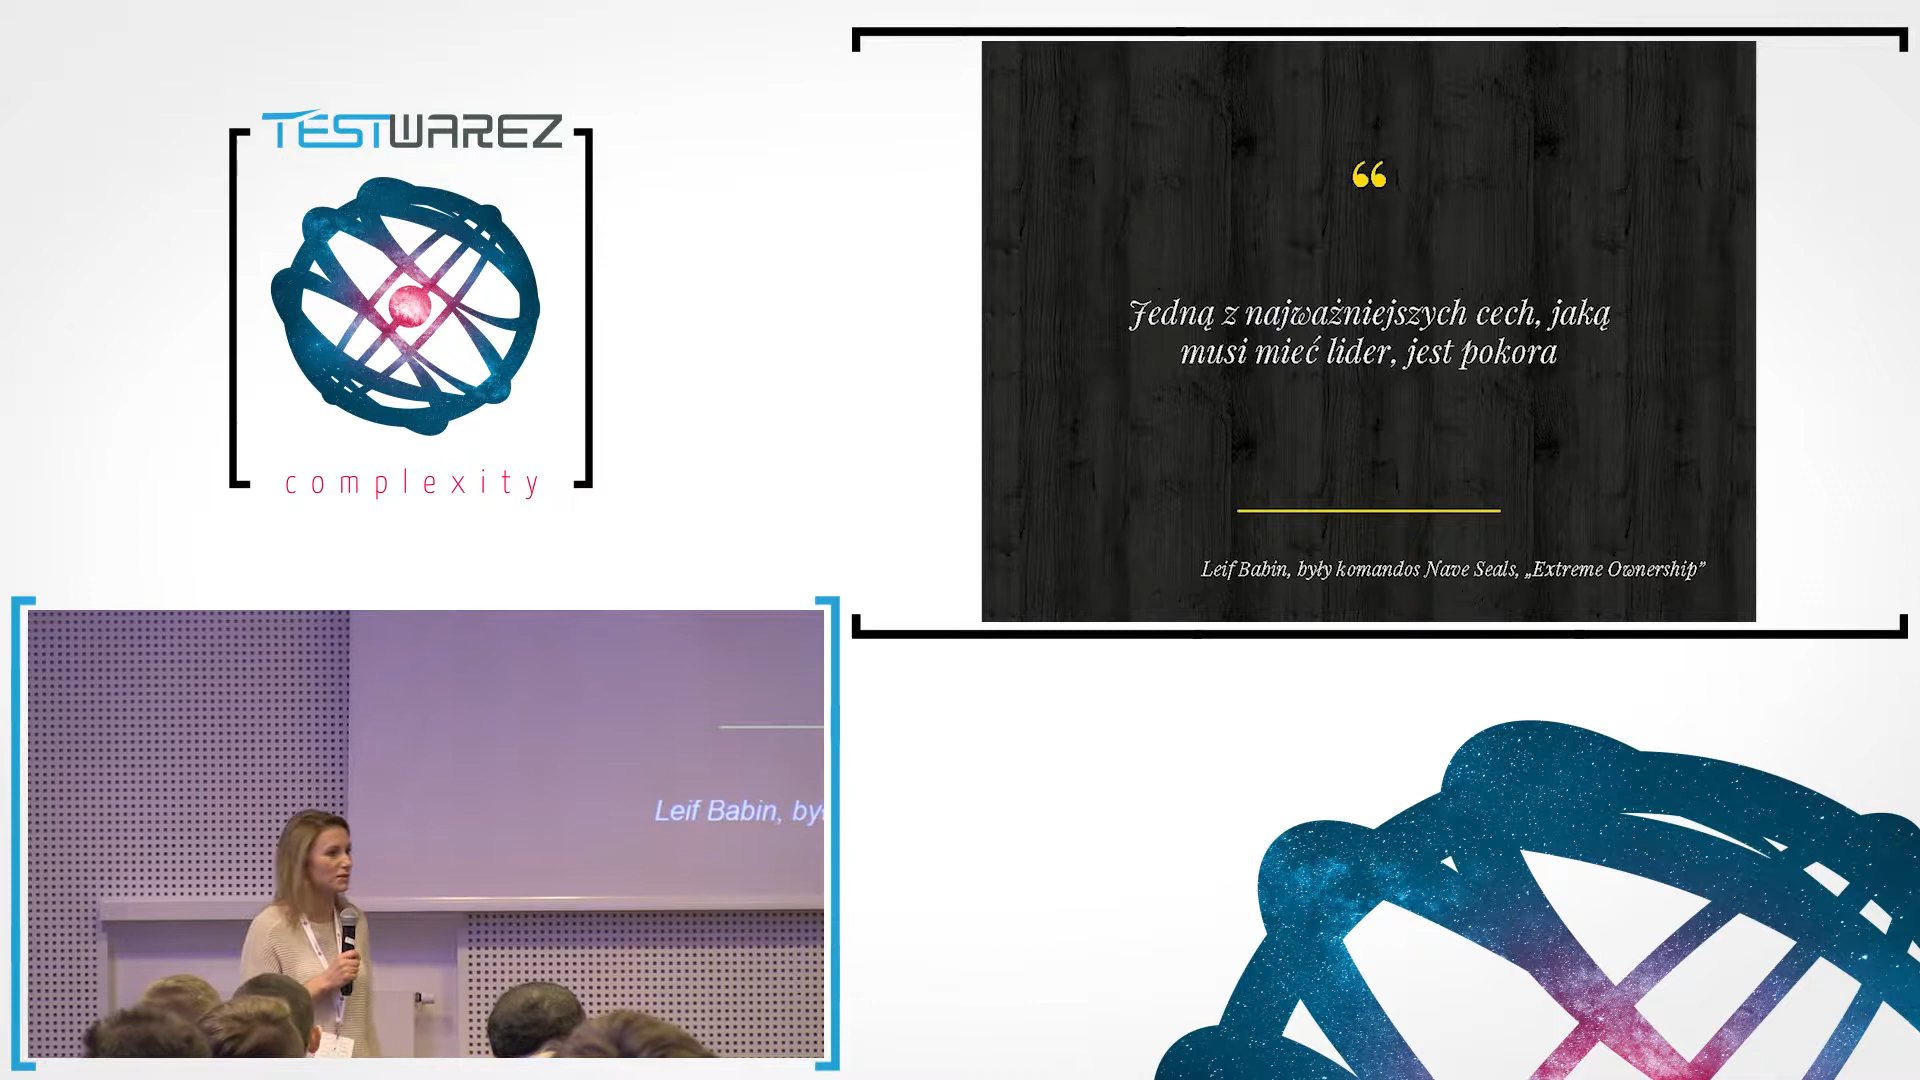 TESTWAREZ
complexity
“
Jedną z najważniejszych cech, jaką
musi mieć lider, jest pokora
Leif Babin, były komandos Nave Seals, „Extreme Ownership”
Leif Babin, by